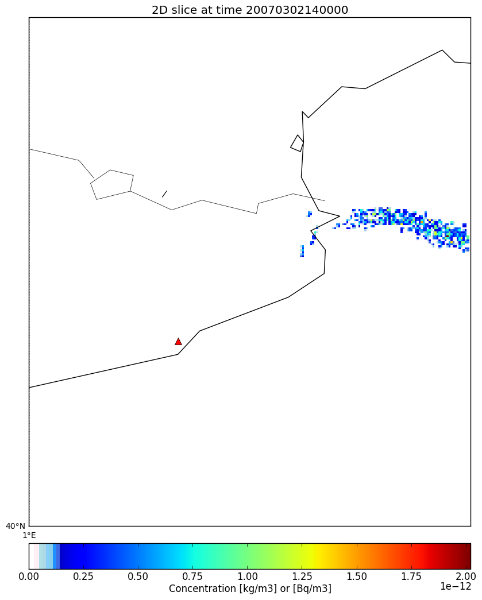 2D slice at time 20070302140000
40°N
1°E
0.00 0.25 0.50 0.75 1.00 1.25 1.50 1.75 2.00
1e−12
Concentration [kg/m3] or [Bq/m3]